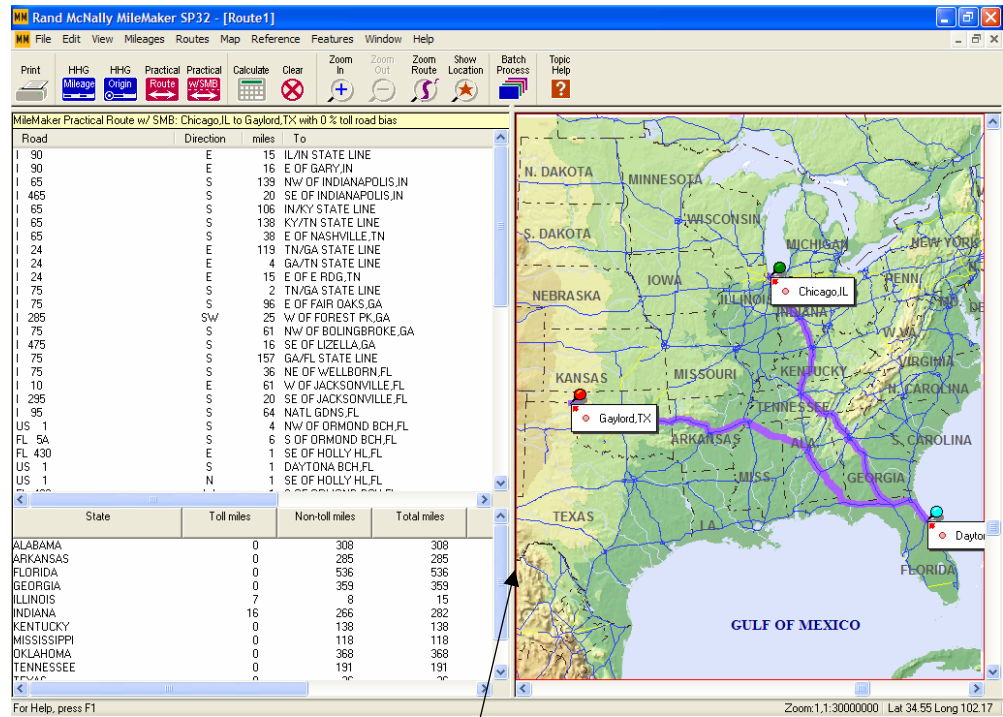 MM Rand McNally MileMaker SP32 - [Route1]
MM File Edit View Mileages Routes Map Reference Features Window Help
Print HHG Mileage HHG Origin Practical Route Practical w/SMB Calculate Clear Zoom In Zoom Out Zoom Route Show Location Batch Process Topic Help
MileMaker Practical Route w/ SMB: Chicago,IL to Gaylord,TX with 0 % toll road bias
Road Direction miles To
I 90 E 15 IL/IN STATE LINE
I 90 E 16 E OF GARY,IN
I 65 S 139 NW OF INDIANAPOLIS,IN
I 465 S 20 SE OF INDIANAPOLIS,IN
I 65 S 106 IN/KY STATE LINE
I 65 S 138 KY/TN STATE LINE
I 65 S 38 E OF NASHVILLE,TN
I 24 E 119 TN/GA STATE LINE
I 24 E 4 GA/TN STATE LINE
I 24 E 15 E OF E RDG,TN
I 75 S 2 TN/GA STATE LINE
I 75 S 96 E OF FAIR OAKS,GA
I 285 SW 25 W OF FOREST PK,GA
I 75 S 61 NW OF BOLINGBROKE,GA
I 475 S 16 SE OF LIZELLA,GA
I 75 S 157 GA/FL STATE LINE
I 75 S 36 NE OF WELLBORN,FL
I 10 E 61 W OF JACKSONVILLE,FL
I 295 S 20 SE OF JACKSONVILLE,FL
I 95 S 64 NATL GDNS,FL
US 1 S 4 NW OF ORMOND BCH,FL
FL 5A S 6 S OF ORMOND BCH,FL
FL 430 E 1 SE OF HOLLY HL,FL
US 1 S 1 DAYTONA BCH,FL
US 1 N 1 SE OF HOLLY HL,FL
State Toll miles Non-toll miles Total miles
ALABAMA 0 308 308
ARKANSAS 0 285 285
FLORIDA 0 536 536
GEORGIA 0 359 359
ILLINOIS 7 8 15
INDIANA 16 266 282
KENTUCKY 0 138 138
MISSISSIPPI 0 118 118
OKLAHOMA 0 368 368
TENNESSEE 0 191 191
N. DAKOTA
MINNESOTA
WISCONSIN
S. DAKOTA
MICHIGAN
NEW YORK
IOWA
PENN.
Chicago,IL
NEBRASKA
ILLINOIS
INDIANA
MD.
DE
W.VA.
VIRGINIA
KANSAS
MISSOURI
KENTUCKY
N. CAROLINA
Gaylord,TX
TENNESSEE
ARKANSAS
S. CAROLINA
ALA.
MISS.
GEORGIA
TEXAS
LA.
Dayton
FLORIDA
GULF OF MEXICO
For Help, press F1
Zoom:1,1:30000000 Lat 34.55 Long 102.17